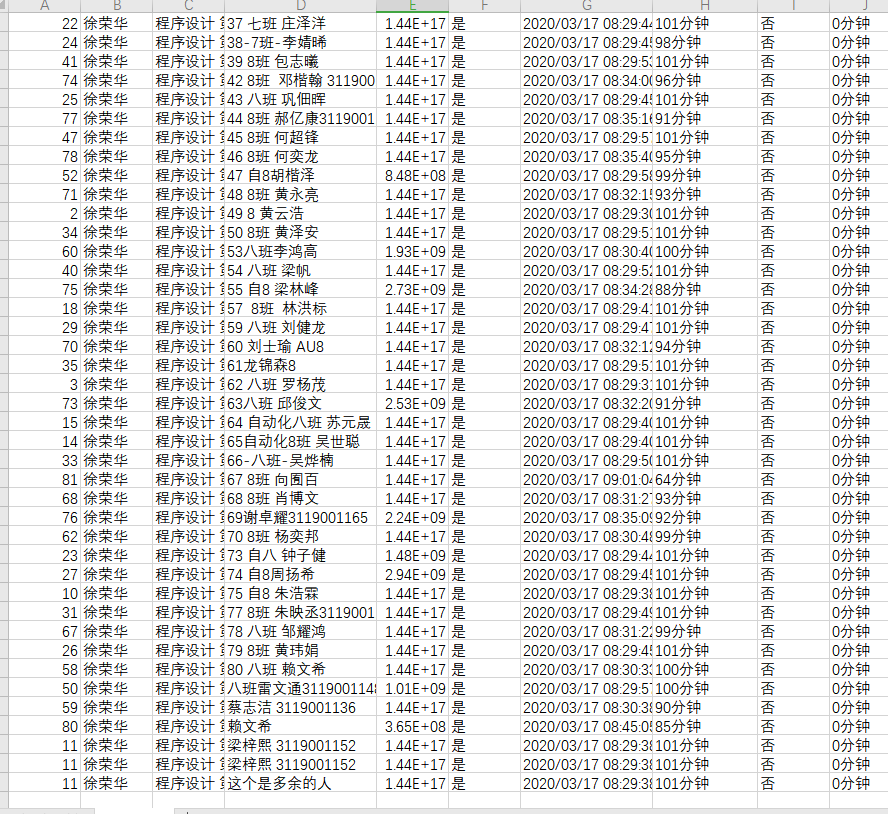 A B C D E F G H I J
22 徐荣华 程序设计 37 七班 庄泽洋 1.44E+17 是 2020/03/17 08:29:44 101分钟 否 0分钟
24 徐荣华 程序设计 38-7班-李婧晞 1.44E+17 是 2020/03/17 08:29:45 98分钟 否 0分钟
41 徐荣华 程序设计 39 8班 包志曦 1.44E+17 是 2020/03/17 08:29:53 101分钟 否 0分钟
74 徐荣华 程序设计 42 8班 邓楷翰 311900 1.44E+17 是 2020/03/17 08:34:00 96分钟 否 0分钟
25 徐荣华 程序设计 43 八班 巩佃晖 1.44E+17 是 2020/03/17 08:29:45 101分钟 否 0分钟
77 徐荣华 程序设计 44 8班 郝亿康3119001 1.44E+17 是 2020/03/17 08:35:16 91分钟 否 0分钟
47 徐荣华 程序设计 45 8班 何超锋 1.44E+17 是 2020/03/17 08:29:57 101分钟 否 0分钟
78 徐荣华 程序设计 46 8班 何奕龙 1.44E+17 是 2020/03/17 08:35:40 95分钟 否 0分钟
52 徐荣华 程序设计 47 自8胡楷泽 8.48E+08 是 2020/03/17 08:29:58 99分钟 否 0分钟
71 徐荣华 程序设计 48 8班 黄永亮 1.44E+17 是 2020/03/17 08:32:15 93分钟 否 0分钟
2 徐荣华 程序设计 49 8 黄云浩 1.44E+17 是 2020/03/17 08:29:30 101分钟 否 0分钟
34 徐荣华 程序设计 50 8班 黄泽安 1.44E+17 是 2020/03/17 08:29:51 101分钟 否 0分钟
60 徐荣华 程序设计 53八班李鸿高 1.93E+09 是 2020/03/17 08:30:40 100分钟 否 0分钟
40 徐荣华 程序设计 54 八班 梁帆 1.44E+17 是 2020/03/17 08:29:52 101分钟 否 0分钟
75 徐荣华 程序设计 55 自8 梁林峰 2.73E+09 是 2020/03/17 08:34:28 88分钟 否 0分钟
18 徐荣华 程序设计 57 8班 林洪标 1.44E+17 是 2020/03/17 08:29:41 101分钟 否 0分钟
29 徐荣华 程序设计 59 八班 刘健龙 1.44E+17 是 2020/03/17 08:29:47 101分钟 否 0分钟
70 徐荣华 程序设计 60 刘士瑜 AU8 1.44E+17 是 2020/03/17 08:32:12 94分钟 否 0分钟
35 徐荣华 程序设计 61龙锦森8 1.44E+17 是 2020/03/17 08:29:51 101分钟 否 0分钟
3 徐荣华 程序设计 62 八班 罗杨茂 1.44E+17 是 2020/03/17 08:29:31 101分钟 否 0分钟
73 徐荣华 程序设计 63八班 邱俊文 2.53E+09 是 2020/03/17 08:32:20 91分钟 否 0分钟
15 徐荣华 程序设计 64 自动化八班 苏元晟 1.44E+17 是 2020/03/17 08:29:40 101分钟 否 0分钟
14 徐荣华 程序设计 65自动化8班 吴世聪 1.44E+17 是 2020/03/17 08:29:40 101分钟 否 0分钟
33 徐荣华 程序设计 66-八班-吴烨楠 1.44E+17 是 2020/03/17 08:29:50 101分钟 否 0分钟
81 徐荣华 程序设计 67 8班 向囿百 1.44E+17 是 2020/03/17 09:01:04 64分钟 否 0分钟
68 徐荣华 程序设计 68 8班 肖博文 1.44E+17 是 2020/03/17 08:31:27 93分钟 否 0分钟
76 徐荣华 程序设计 69谢卓耀3119001165 2.24E+09 是 2020/03/17 08:35:09 92分钟 否 0分钟
62 徐荣华 程序设计 70 8班 杨奕邦 1.44E+17 是 2020/03/17 08:30:48 99分钟 否 0分钟
23 徐荣华 程序设计 73 自八 钟子健 1.48E+09 是 2020/03/17 08:29:44 101分钟 否 0分钟
27 徐荣华 程序设计 74 自8周扬希 2.94E+09 是 2020/03/17 08:29:45 101分钟 否 0分钟
10 徐荣华 程序设计 75 自8 朱浩霖 1.44E+17 是 2020/03/17 08:29:38 101分钟 否 0分钟
31 徐荣华 程序设计 77 8班 朱映丞3119001 1.44E+17 是 2020/03/17 08:29:49 101分钟 否 0分钟
67 徐荣华 程序设计 78 八班 邹耀鸿 1.44E+17 是 2020/03/17 08:31:22 99分钟 否 0分钟
26 徐荣华 程序设计 79 8班 黄玮娟 1.44E+17 是 2020/03/17 08:29:45 101分钟 否 0分钟
58 徐荣华 程序设计 80 八班 赖文希 1.44E+17 是 2020/03/17 08:30:33 100分钟 否 0分钟
50 徐荣华 程序设计 八班雷文通3119001148 1.01E+09 是 2020/03/17 08:29:57 100分钟 否 0分钟
59 徐荣华 程序设计 蔡志洁 3119001136 1.44E+17 是 2020/03/17 08:30:38 90分钟 否 0分钟
80 徐荣华 程序设计 赖文希 3.65E+08 是 2020/03/17 08:45:05 85分钟 否 0分钟
11 徐荣华 程序设计 梁梓熙 3119001152 1.44E+17 是 2020/03/17 08:29:38 101分钟 否 0分钟
11 徐荣华 程序设计 梁梓熙 3119001152 1.44E+17 是 2020/03/17 08:29:38 101分钟 否 0分钟
11 徐荣华 程序设计 这个是多余的人 1.44E+17 是 2020/03/17 08:29:38 101分钟 否 0分钟